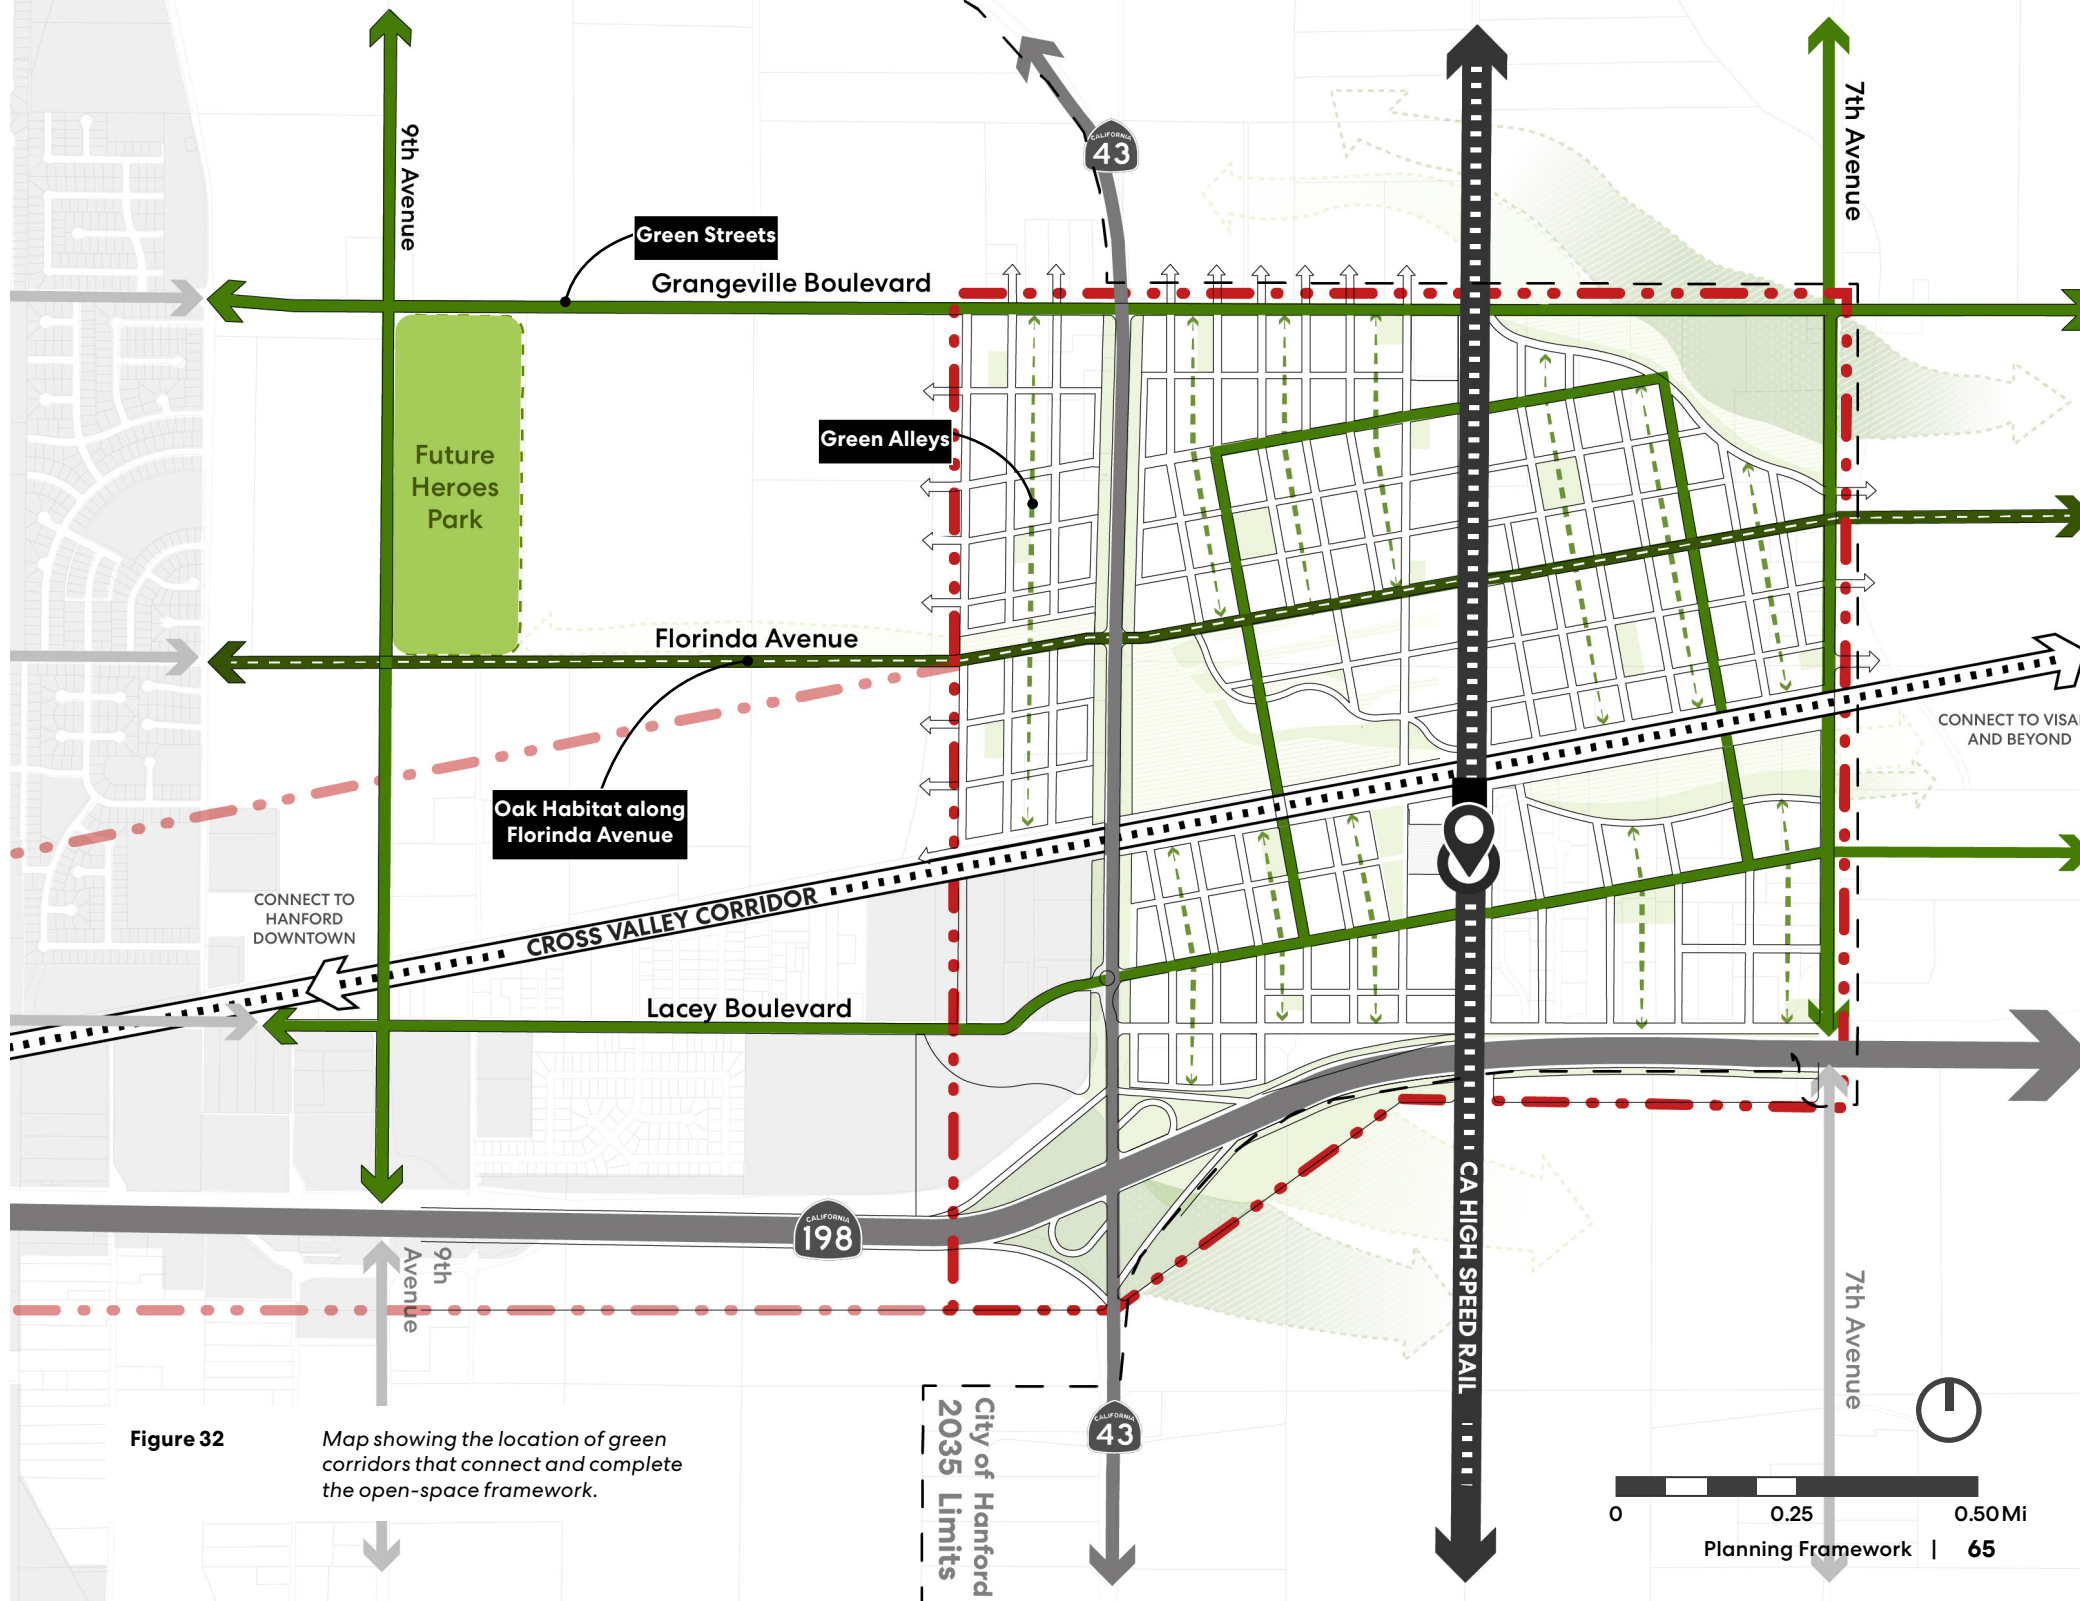 9th Avenue
7th Avenue
CALIFORNIA
43
Green Streets
Grangeville Boulevard
Green Alleys
Future
Heroes
Park
Florinda Avenue
Oak Habitat along
Florinda Avenue
CONNECT TO VISA
AND BEYOND
CONNECT TO
HANFORD
DOWNTOWN
CROSS VALLEY CORRIDOR
Lacey Boulevard
CALIFORNIA
198
9th
Avenue
CA HIGH SPEED RAIL
7th Avenue
CALIFORNIA
43
City of Hanford
2035 Limits
Figure 32
Map showing the location of green
corridors that connect and complete
the open-space framework.
0 0.25 0.50 Mi
Planning Framework | 65